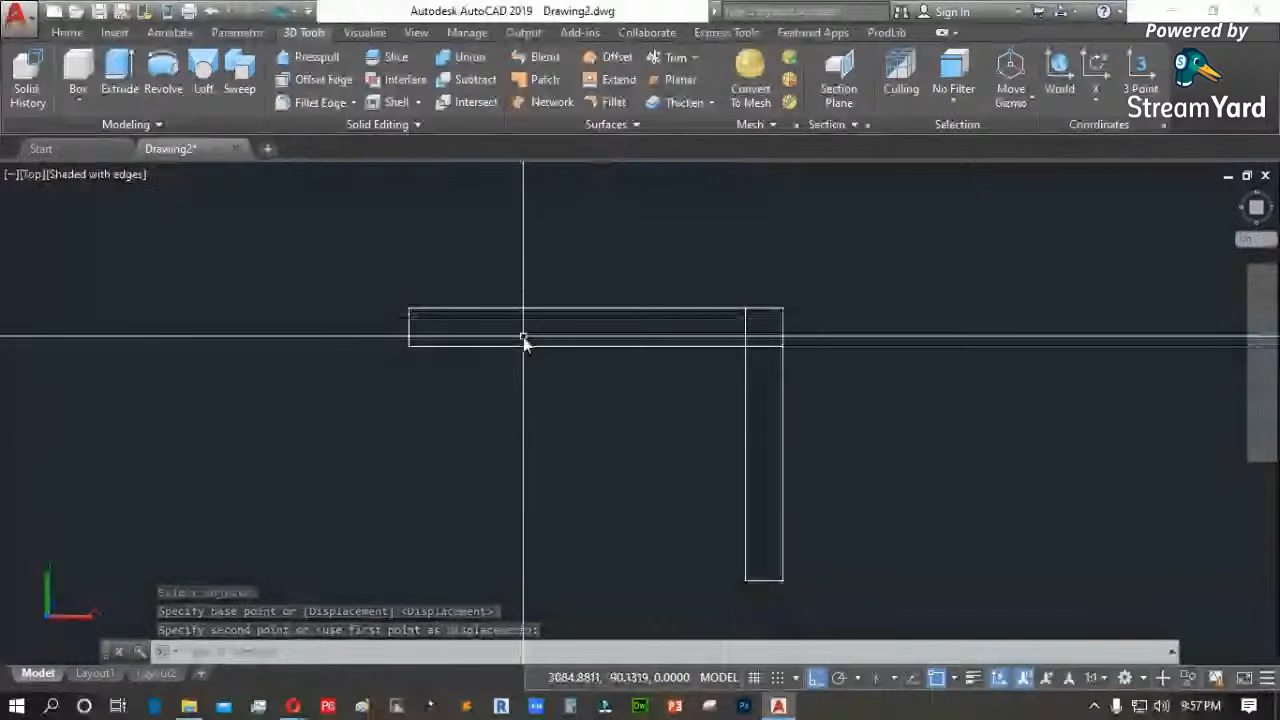 Autodesk AutoCAD 2019 Drawing2.dwg
Sign In
Powered by
StreamYard
Home Insert Annotate Parametric 3D Tools Visualize View Manage Output Add-ins Collaborate Express Tools Featured Apps ProdLib
Solid History
Box
Extrude
Revolve
Loft
Sweep
Presspull
Offset Edge
Fillet Edge
Slice
Interfere
Shell
Union
Subtract
Intersect
Blend
Patch
Network
Offset
Extend
Fillet
Trim
Planar
Thicken
Convert To Mesh
Section Plane
Culling
No Filter
Move Gizmo
World
X
3 Point
Modeling
Solid Editing
Surfaces
Mesh
Section
Selection
Coordinates
Start
Drawing2*
[−][Top][Shaded with edges]
Specify base point or [Displacement] <Displacement>:
Specify second point or <use first point as displacement>:
Model Layout1 Layout2
3684.8811, 90.1319, 0.0000 MODEL
1:1
9:57 PM